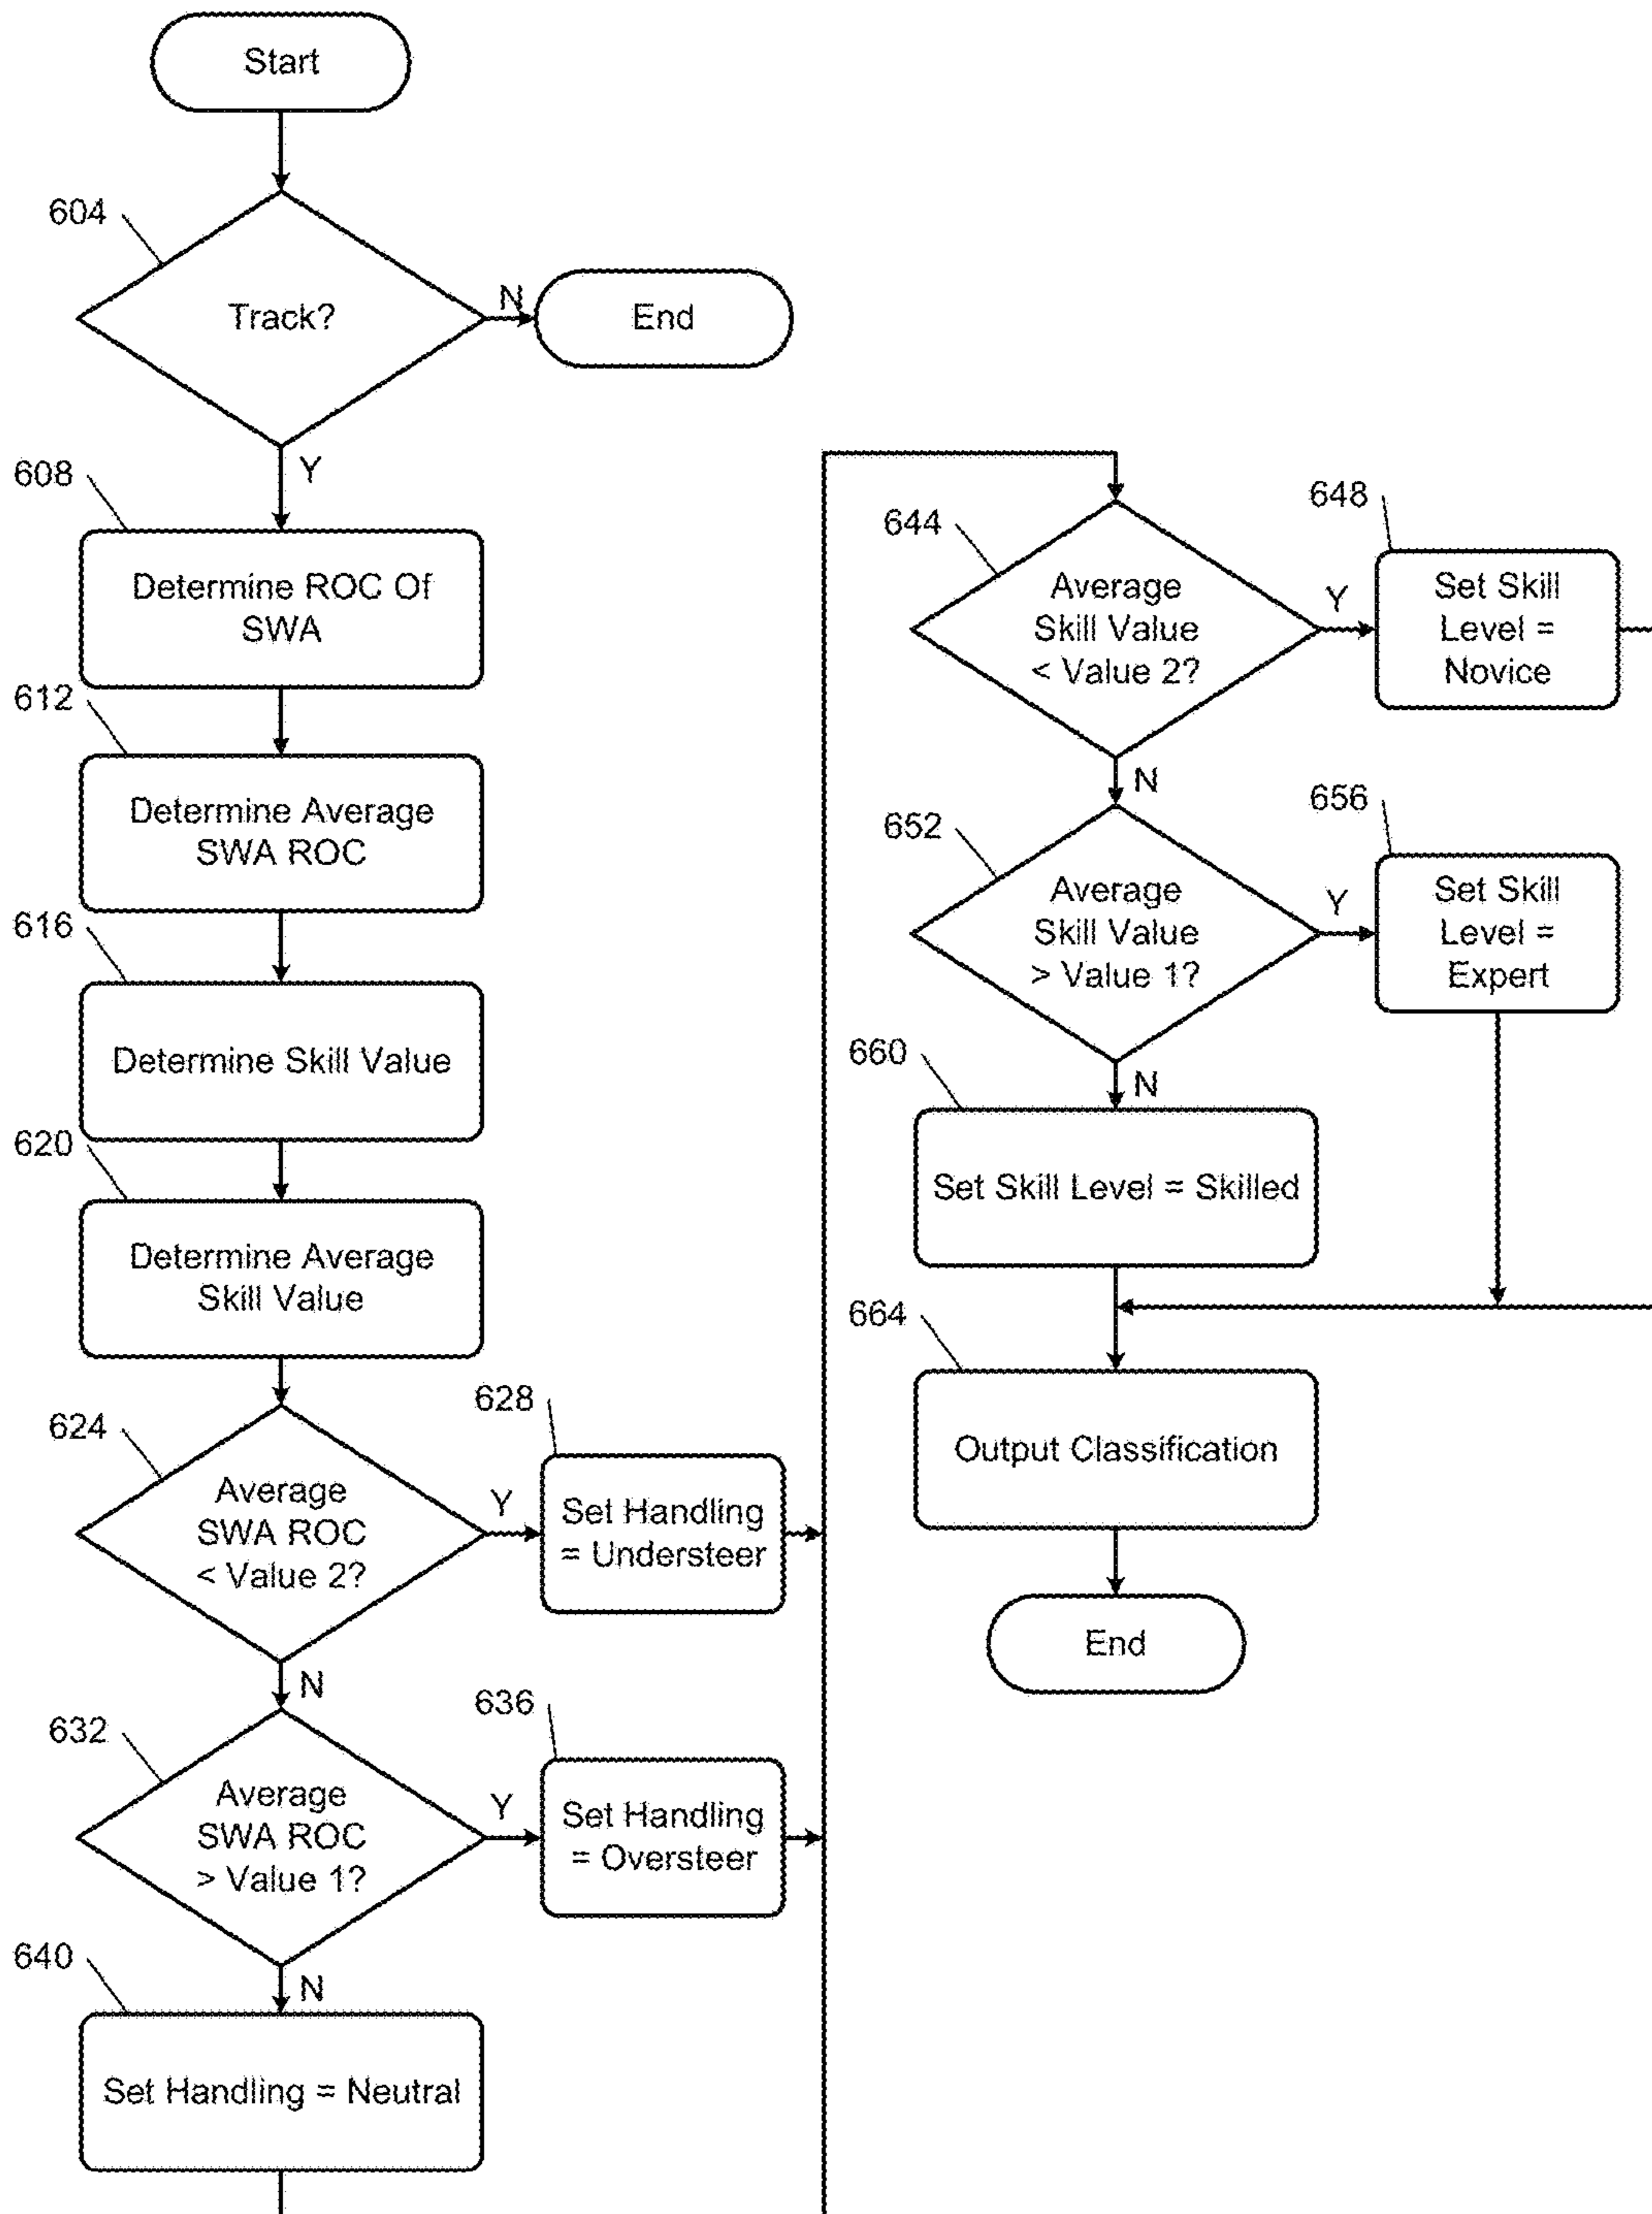 Start
604
Track?
N
End
Y
608
Determine ROC Of
SWA
612
Determine Average
SWA ROC
616
Determine Skill Value
620
Determine Average
Skill Value
624
Average
SWA ROC
< Value 2?
Y
628
Set Handling
= Understeer
N
632
Average
SWA ROC
> Value 1?
Y
636
Set Handling
= Oversteer
N
640
Set Handling = Neutral
644
Average
Skill Value
< Value 2?
Y
648
Set Skill
Level =
Novice
N
652
Average
Skill Value
> Value 1?
Y
656
Set Skill
Level =
Expert
N
660
Set Skill Level = Skilled
664
Output Classification
End